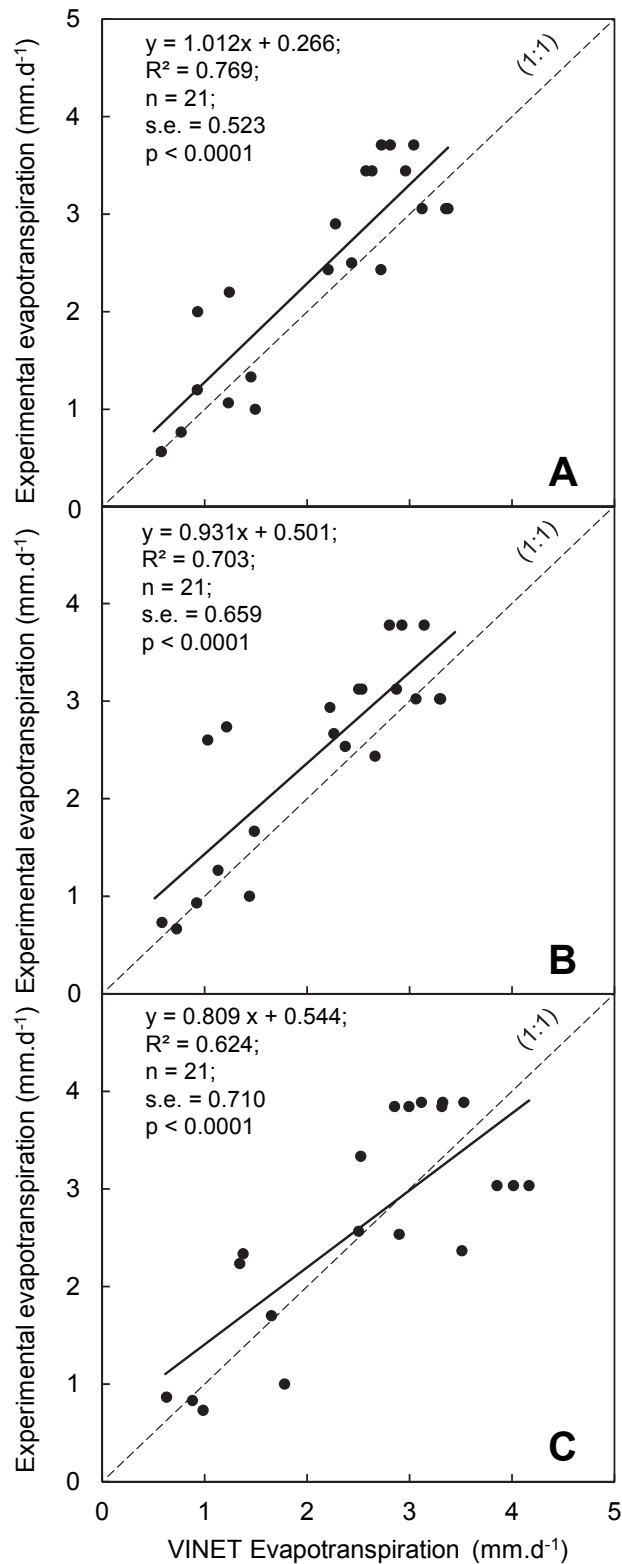 Experimental evapotranspiration (mm.d⁻¹)
5
4
3
2
1
0
y = 1.012x + 0.266;
R² = 0.769;
n = 21;
s.e. = 0.523
p < 0.0001
(1:1)
A
Experimental evapotranspiration (mm.d⁻¹)
4
3
2
1
0
y = 0.931x + 0.501;
R² = 0.703;
n = 21;
s.e. = 0.659
p < 0.0001
(1:1)
B
Experimental evapotranspiration (mm.d⁻¹)
4
3
2
1
0
y = 0.809 x + 0.544;
R² = 0.624;
n = 21;
s.e. = 0.710
p < 0.0001
(1:1)
C
0 1 2 3 4 5
VINET Evapotranspiration (mm.d⁻¹)